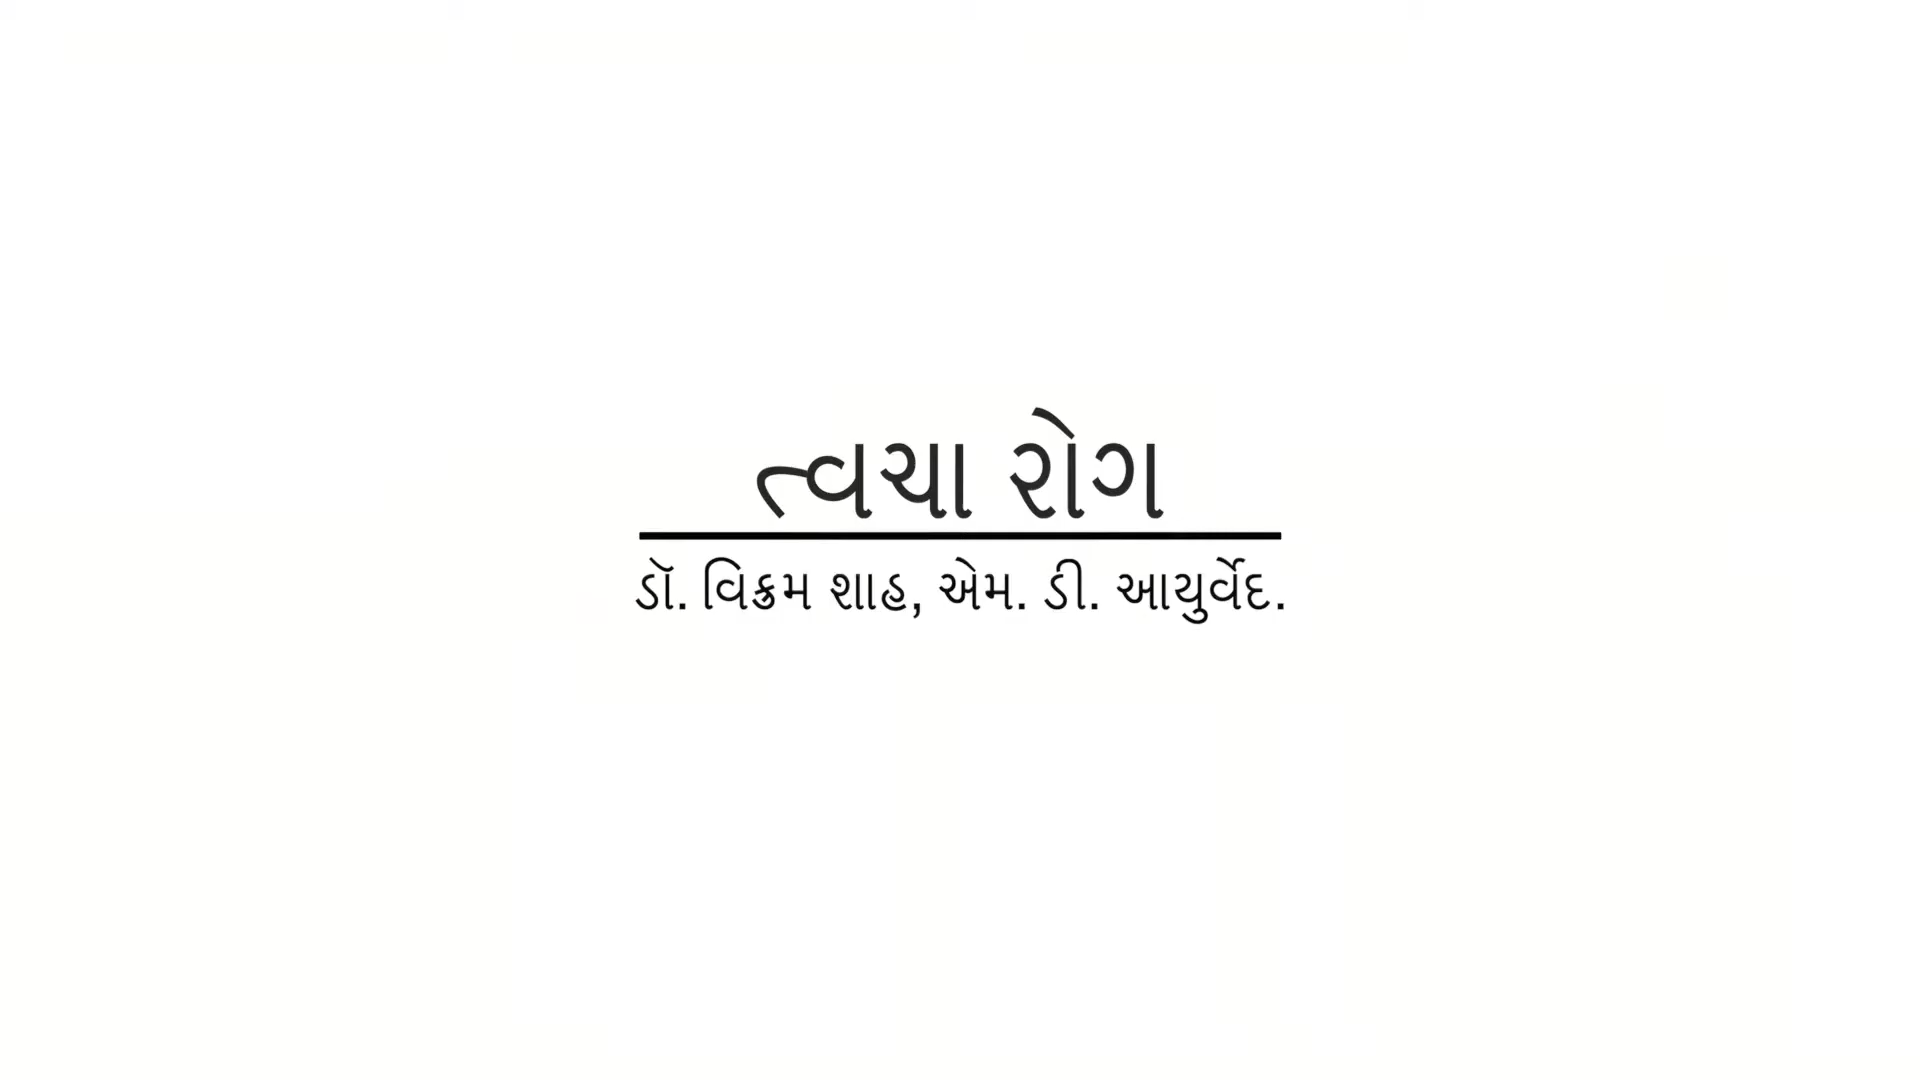 ત્વચા રોગ
ડૉ. વિક્રમ શાહ, એમ. ડી. આયુર્વેદ.